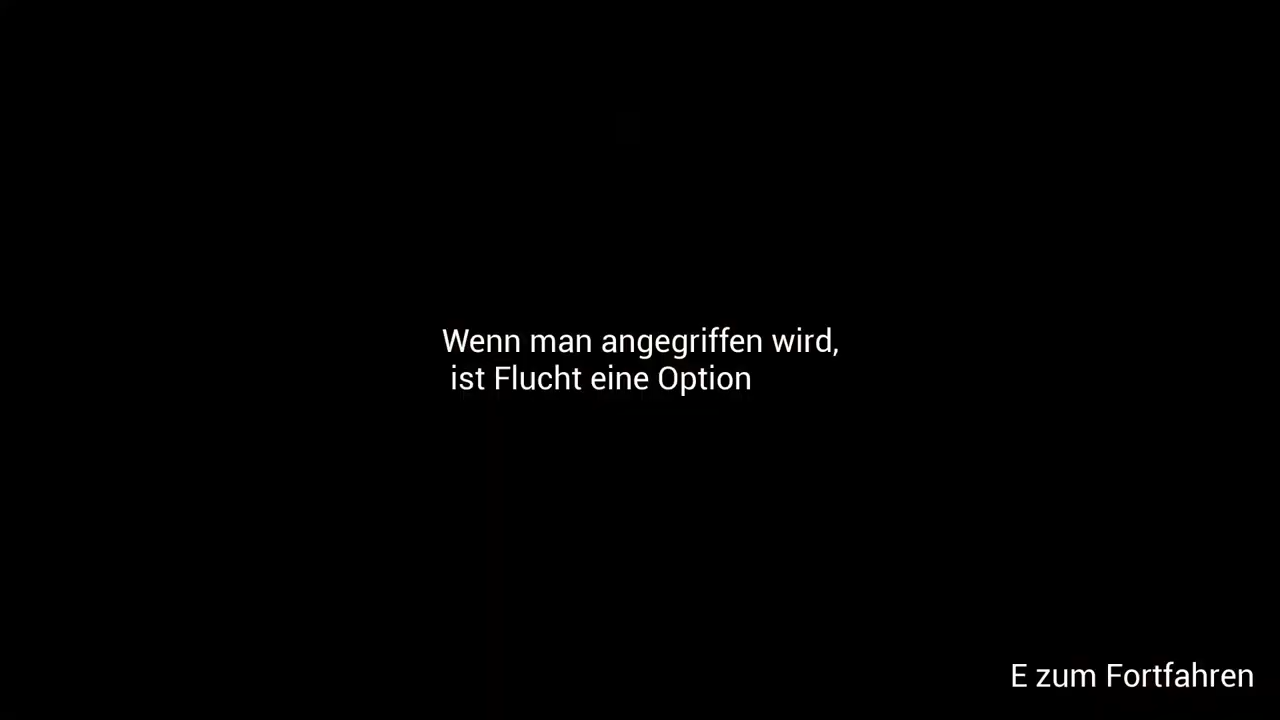 Wenn man angegriffen wird,
ist Flucht eine Option
E zum Fortfahren